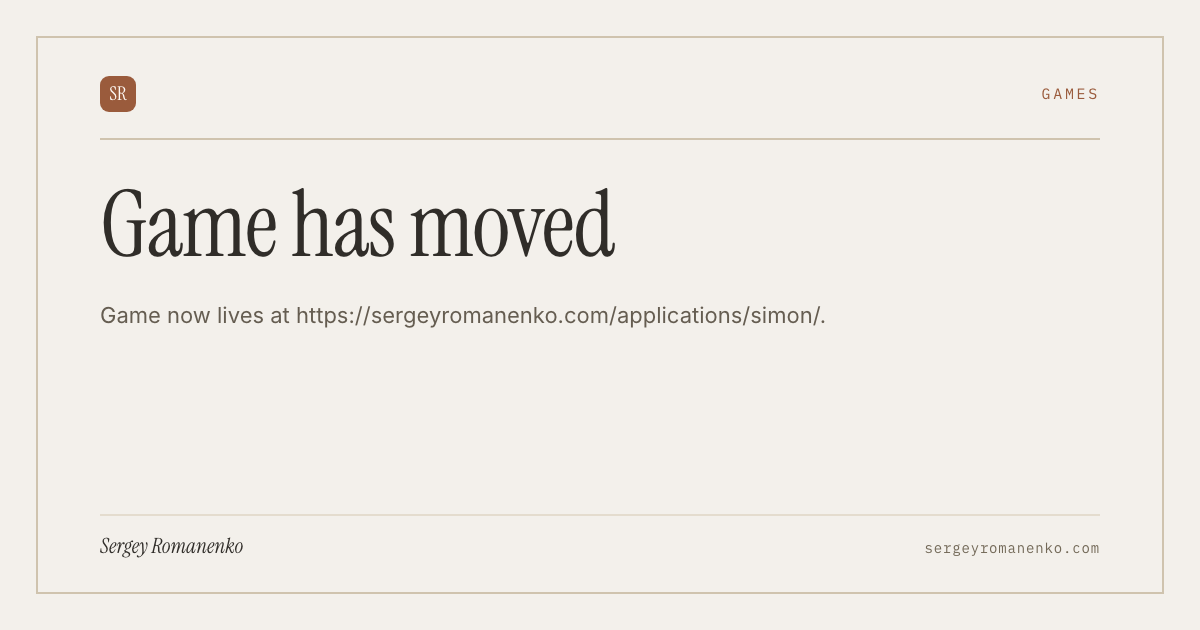 SR
GAMES
Game has moved
Game now lives at https://sergeyromanenko.com/applications/simon/.
Sergey Romanenko
sergeyromanenko.com